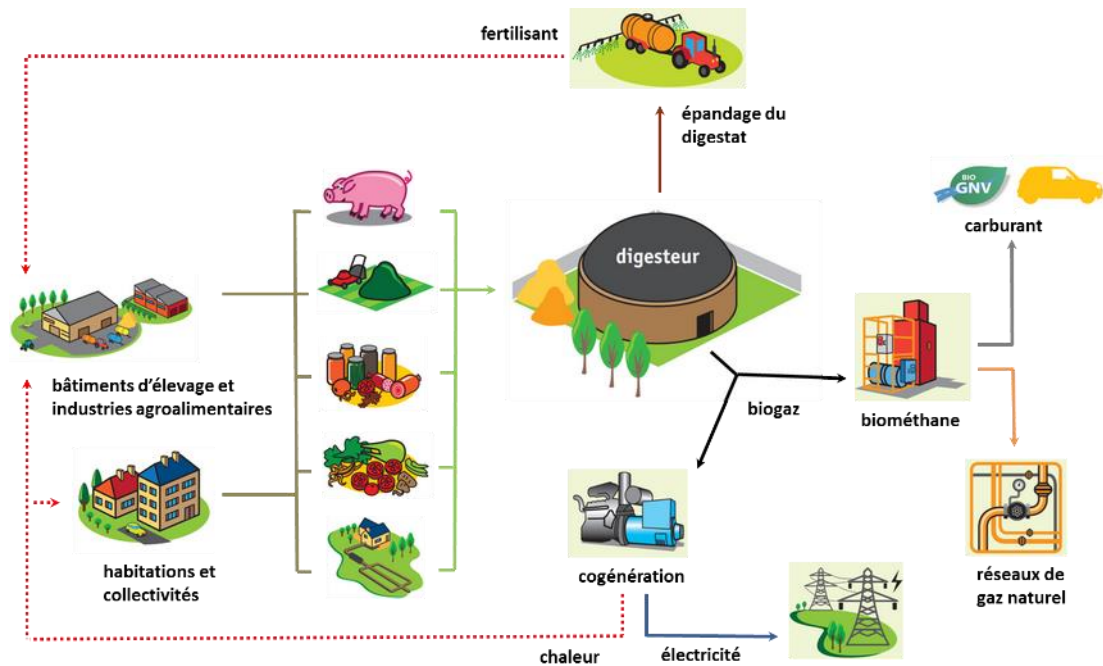 fertilisant
épandage du
digestat
BIO
GNV
carburant
digesteur
bâtiments d'élevage et
industries agroalimentaires
biogaz
biométhane
habitations et
collectivités
cogénération
réseaux de
gaz naturel
chaleur
électricité